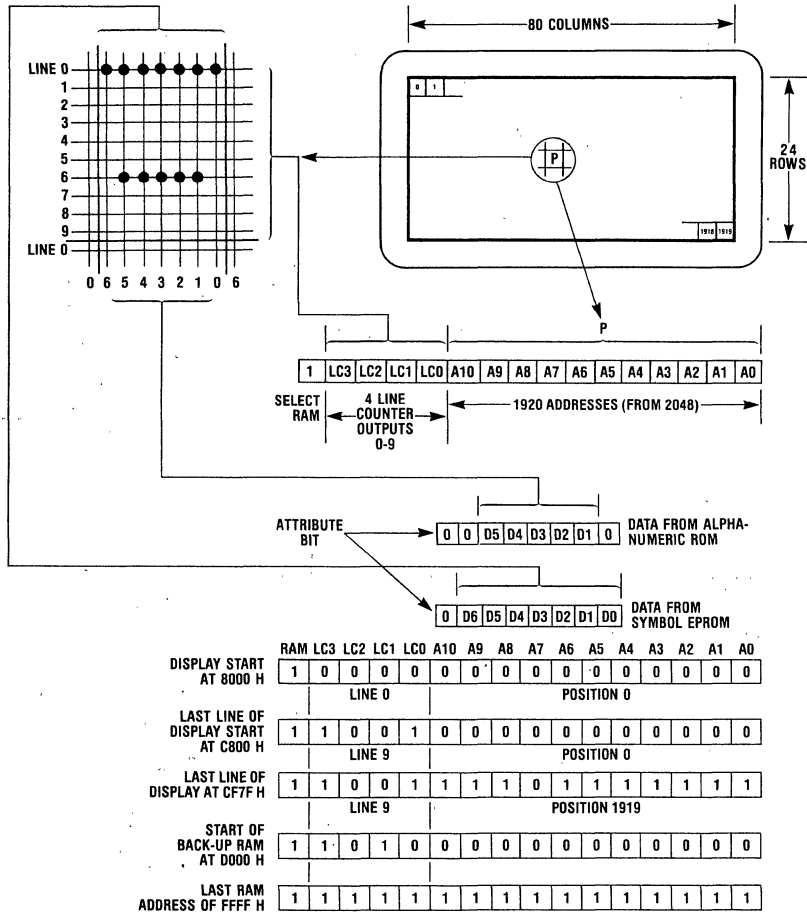 80 COLUMNS
LINE 0
1
2
3
4
5
6
7
8
9
LINE 0
0 6 5 4 3 2 1 0 6
0 1
P
24 ROWS
1918 1919
P
1 LC3 LC2 LC1 LC0 A10 A9 A8 A7 A6 A5 A4 A3 A2 A1 A0
SELECT RAM
4 LINE COUNTER OUTPUTS 0-9
1920 ADDRESSES (FROM 2048)
ATTRIBUTE BIT
0 0 D5 D4 D3 D2 D1 0
DATA FROM ALPHA-
NUMERIC ROM
0 D6 D5 D4 D3 D2 D1 D0
DATA FROM
SYMBOL EPROM
RAM LC3 LC2 LC1 LC0 A10 A9 A8 A7 A6 A5 A4 A3 A2 A1 A0
DISPLAY START
AT 8000 H
1 0 0 0 0 0 0 0 0 0 0 0 0 0 0 0
LINE 0 POSITION 0
LAST LINE OF
DISPLAY START
AT C800 H
1 1 0 0 1 0 0 0 0 0 0 0 0 0 0 0
LINE 9 POSITION 0
LAST LINE OF
DISPLAY AT CF7F H
1 1 0 0 1 1 1 1 0 1 1 1 1 1 1 1
LINE 9 POSITION 1919
START OF
BACK-UP RAM
AT D000 H
1 1 0 1 0 0 0 0 0 0 0 0 0 0 0 0
LAST RAM
ADDRESS OF FFFF H
1 1 1 1 1 1 1 1 1 1 1 1 1 1 1 1